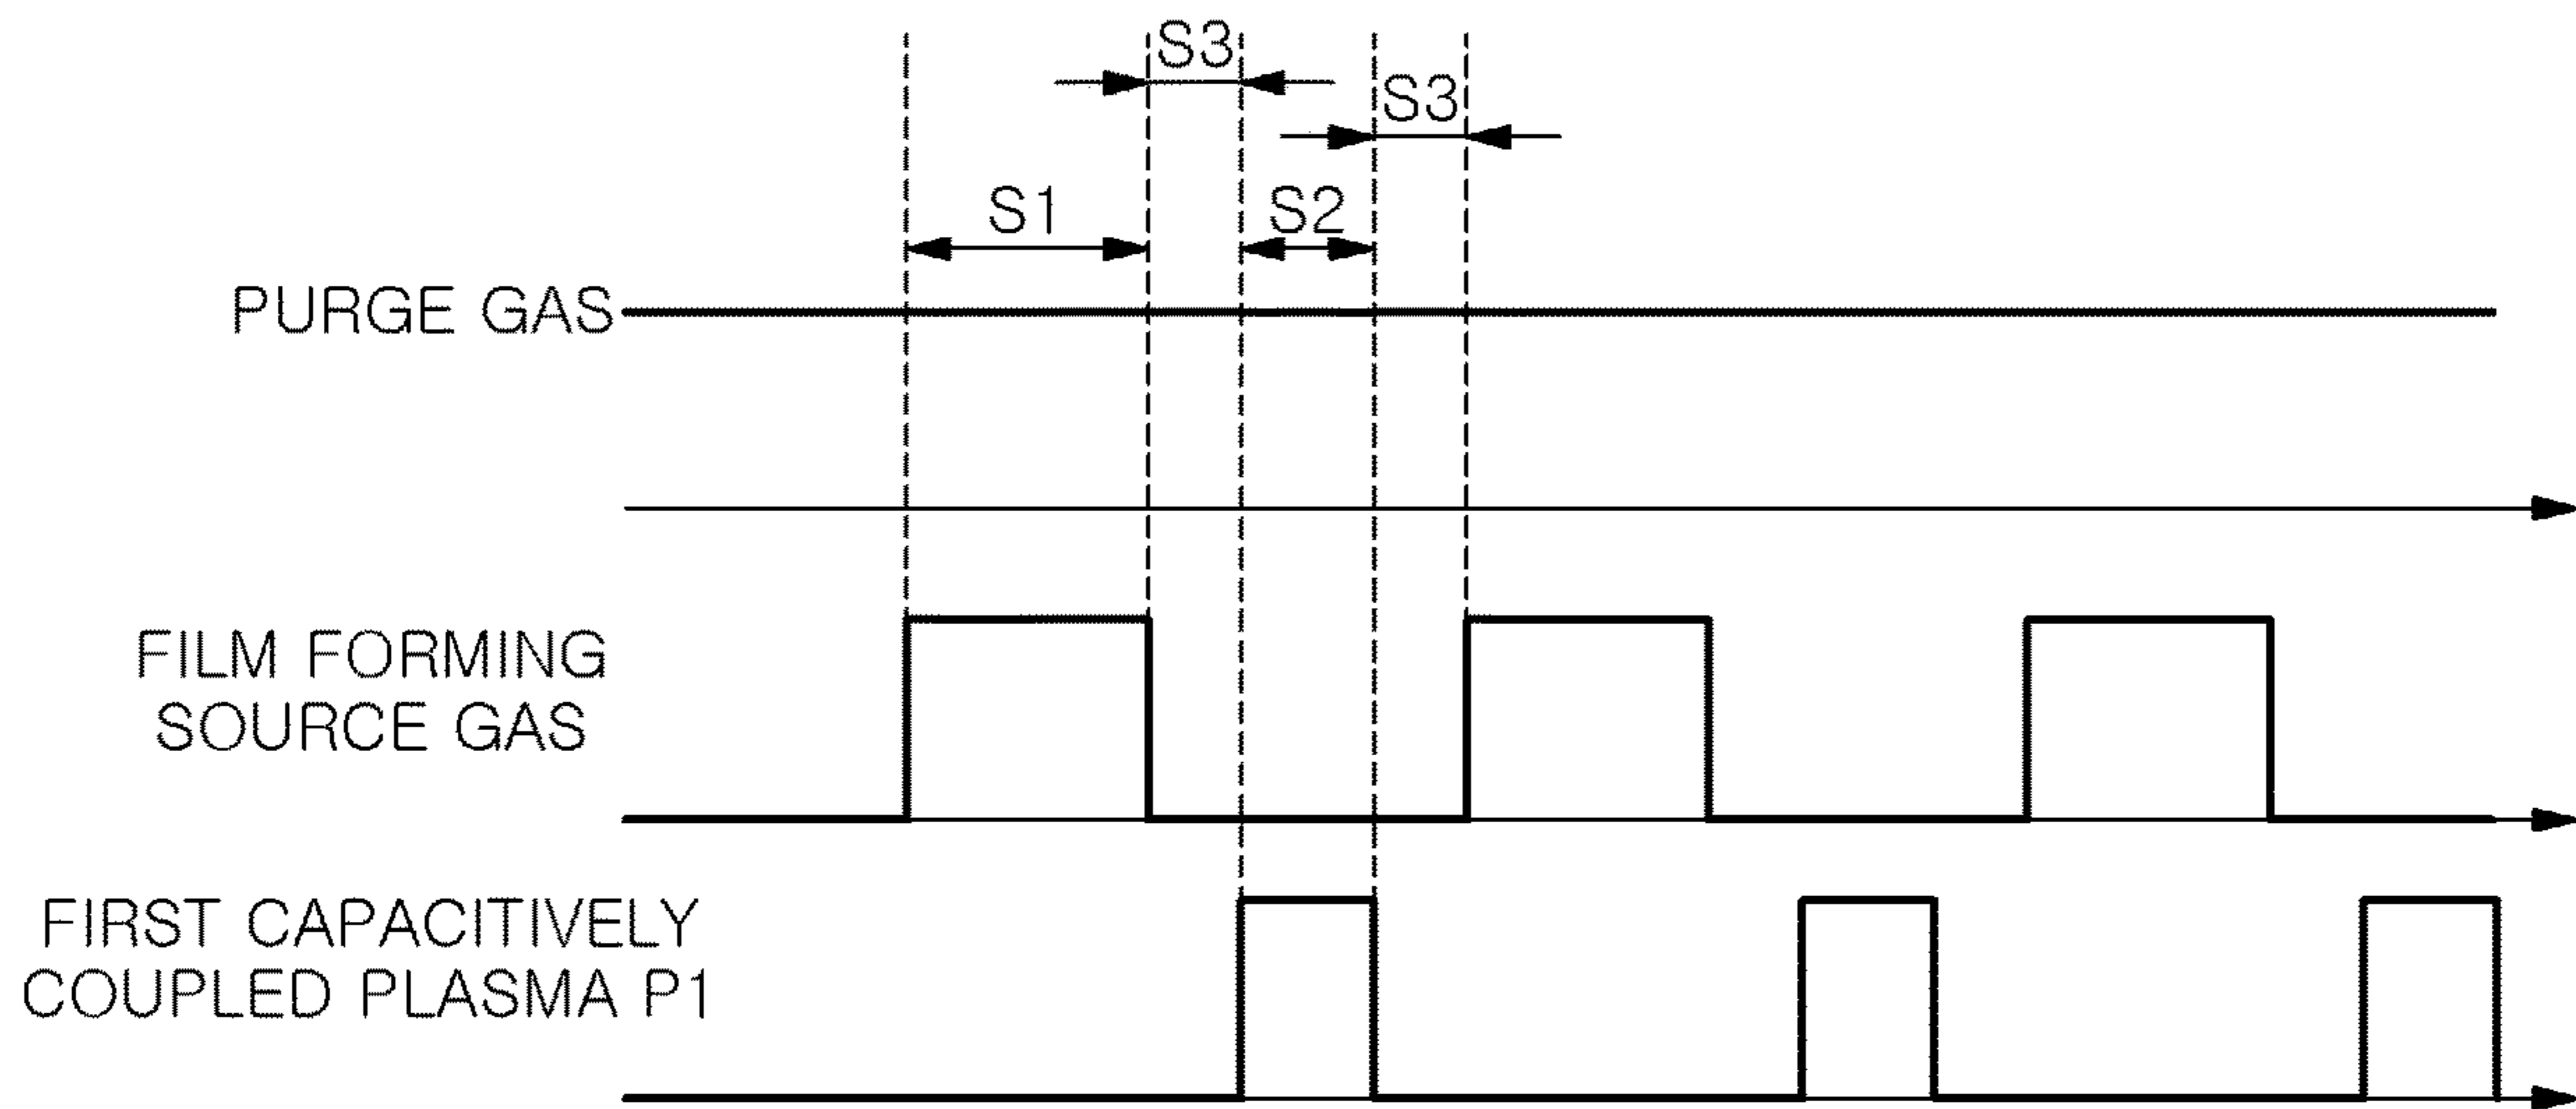 S3
S3
S1
S2
PURGE GAS
FILM FORMING
SOURCE GAS
FIRST CAPACITIVELY
COUPLED PLASMA P1